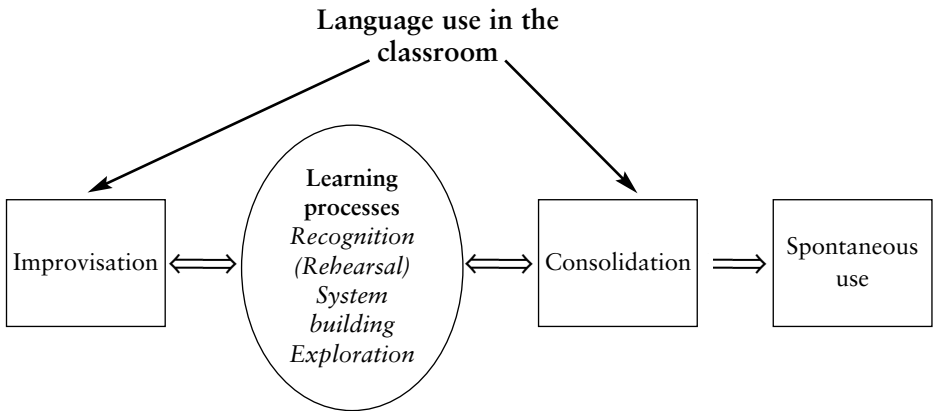 Language use in the
classroom
Improvisation
Learning
processes
Recognition
(Rehearsal)
System
building
Exploration
Consolidation
Spontaneous
use